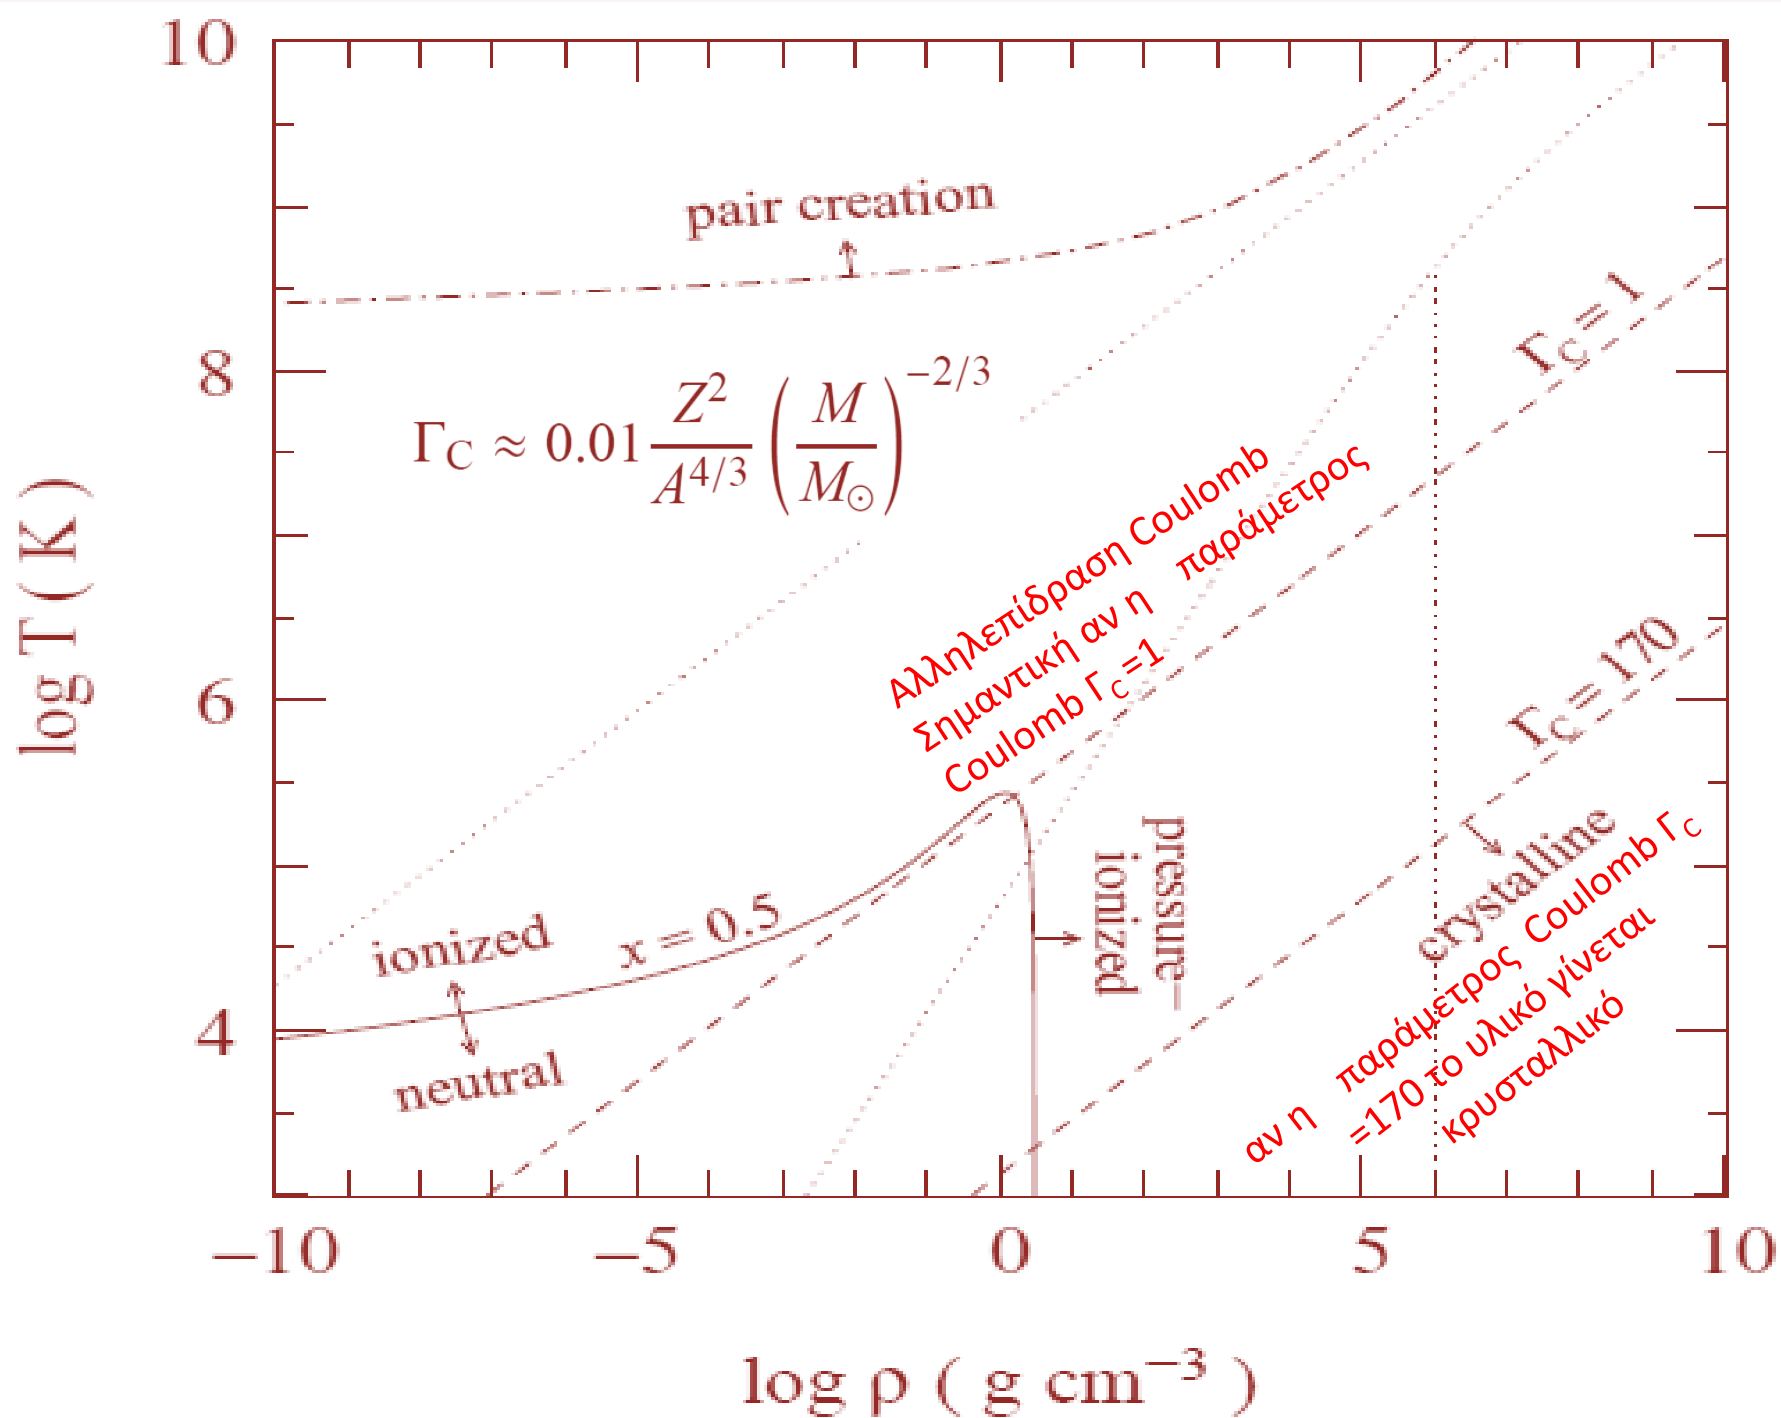 10
8
6
4
log T ( K )
pair creation
Γ_C ≈ 0.01 Z^2 / A^{4/3} ( M / M_⊙ )^{−2/3}
Γ_C = 1
Αλληλεπίδραση Coulomb
Σημαντική αν η παράμετρος
Coulomb Γ_C =1
Γ_C = 170
crystalline
αν η παράμετρος Coulomb Γ_C
=170 το υλικό γίνεται
κρυσταλλικό
pressure–
ionized
x = 0.5
ionized
neutral
−10 −5 0 5 10
log ρ ( g cm^{−3} )